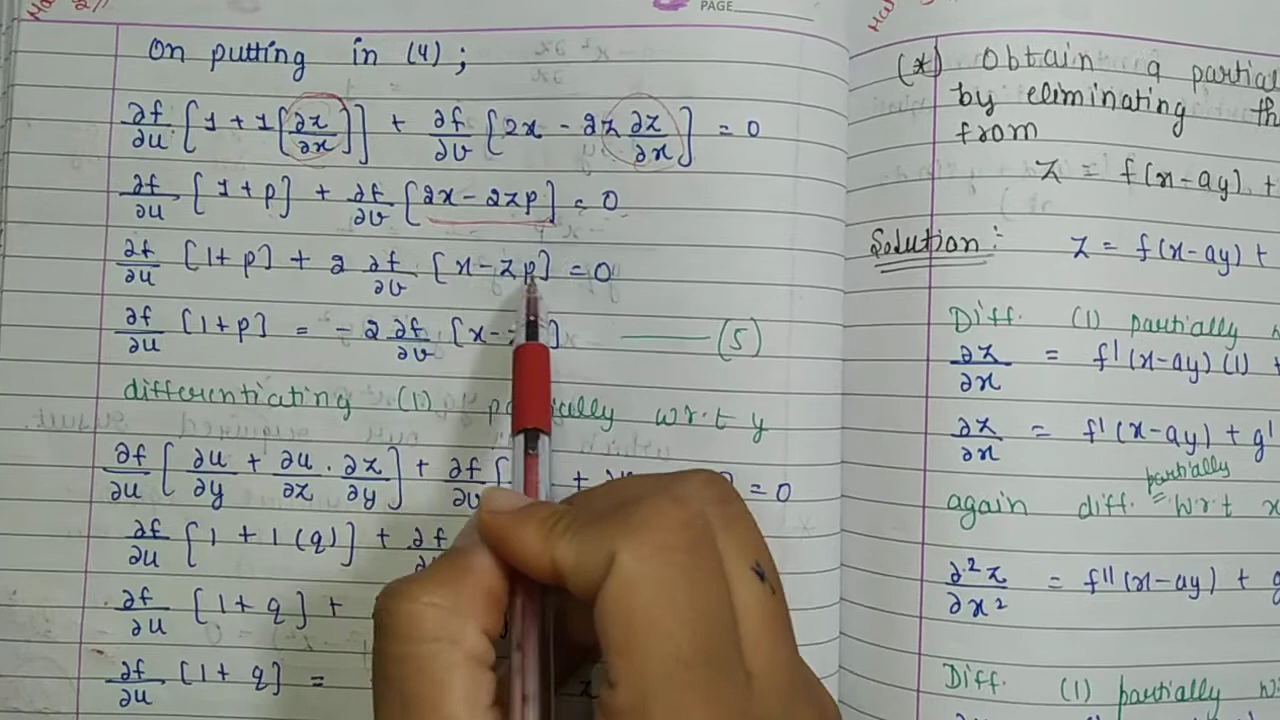 PAGE
On putting in (4);
∂f/∂u [1 + 1[∂z/∂x]] + ∂f/∂v [2x - 2z ∂z/∂x] = 0
∂f/∂u [1+p] + ∂f/∂v [2x - 2zp] = 0
∂f/∂u [1+p] + 2 ∂f/∂v [x - zp] = 0
∂f/∂u [1+p] = -2 ∂f/∂v [x- ] —— (5)
differentiating (1) w.r.t y
∂f/∂u [∂u/∂y + ∂u/∂z . ∂z/∂y] + ∂f/∂v [ + = 0
∂f/∂u [1 + 1(q)] + ∂f
∂f/∂u [1+q] +
∂f/∂u [1+q] =
(*) Obtain a partial
by eliminating
from
z = f(x-ay) +
Solution: z = f(x-ay) +
Diff. (1) partially
∂z/∂x = f'(x-ay)(1) +
∂z/∂x = f'(x-ay) + g'
partially
again diff. wrt x
∂²z/∂x² = f''(x-ay) +
Diff. (1) partially